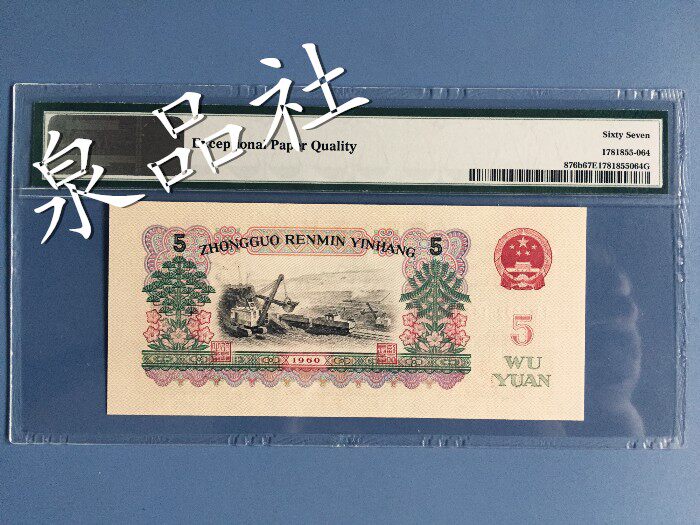 泉品社
Exceptional Paper Quality
Sixty Seven
1781855-064
876b67E1781855064G
5
ZHONGGUO RENMIN YINHANG
5
1960
5
WU
YUAN